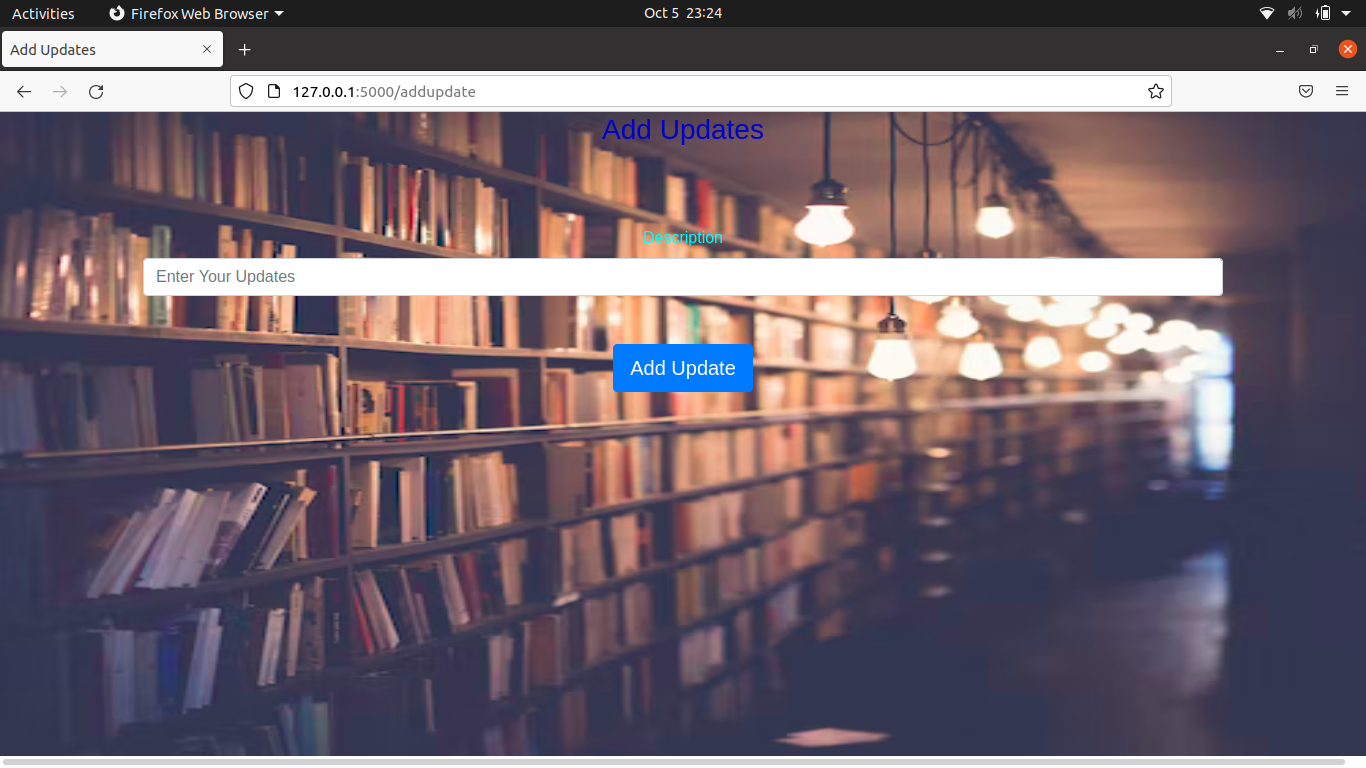 Activities Firefox Web Browser Oct 5 23:24
Add Updates
127.0.0.1:5000/addupdate
Add Updates
Description
Enter Your Updates
Add Update